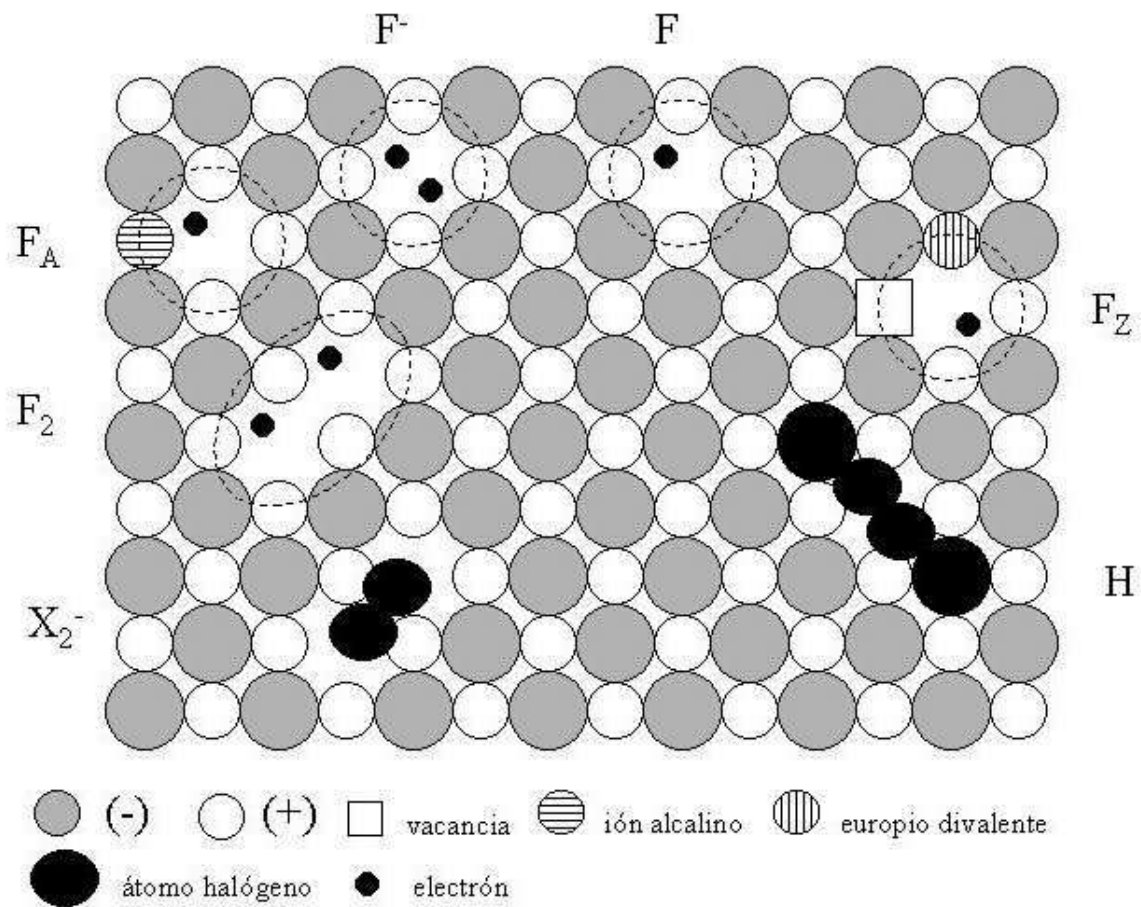 F⁻ F
F_A
F_Z
F₂
H
X₂⁻
(-) (+) vacancia ión alcalino europio divalente
átomo halógeno electrón